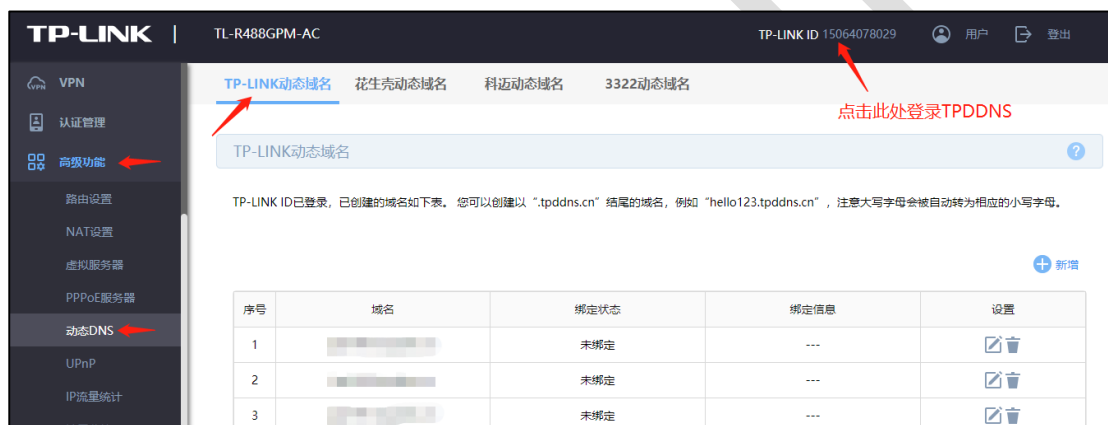 TP-LINK | TL-R488GPM-AC TP-LINK ID 15064078029 用户 登出
VPN
认证管理
高级功能
路由设置
NAT设置
虚拟服务器
PPPoE服务器
动态DNS
UPnP
IP流量统计
TP-LINK动态域名 花生壳动态域名 科迈动态域名 3322动态域名
点击此处登录TPDDNS
TP-LINK动态域名 ?
TP-LINK ID已登录，已创建的域名如下表。 您可以创建以“.tpddns.cn”结尾的域名，例如“hello123.tpddns.cn”，注意大写字母会被自动转为相应的小写字母。
新增
序号 域名 绑定状态 绑定信息 设置
1 未绑定 ---
2 未绑定 ---
3 未绑定 ---